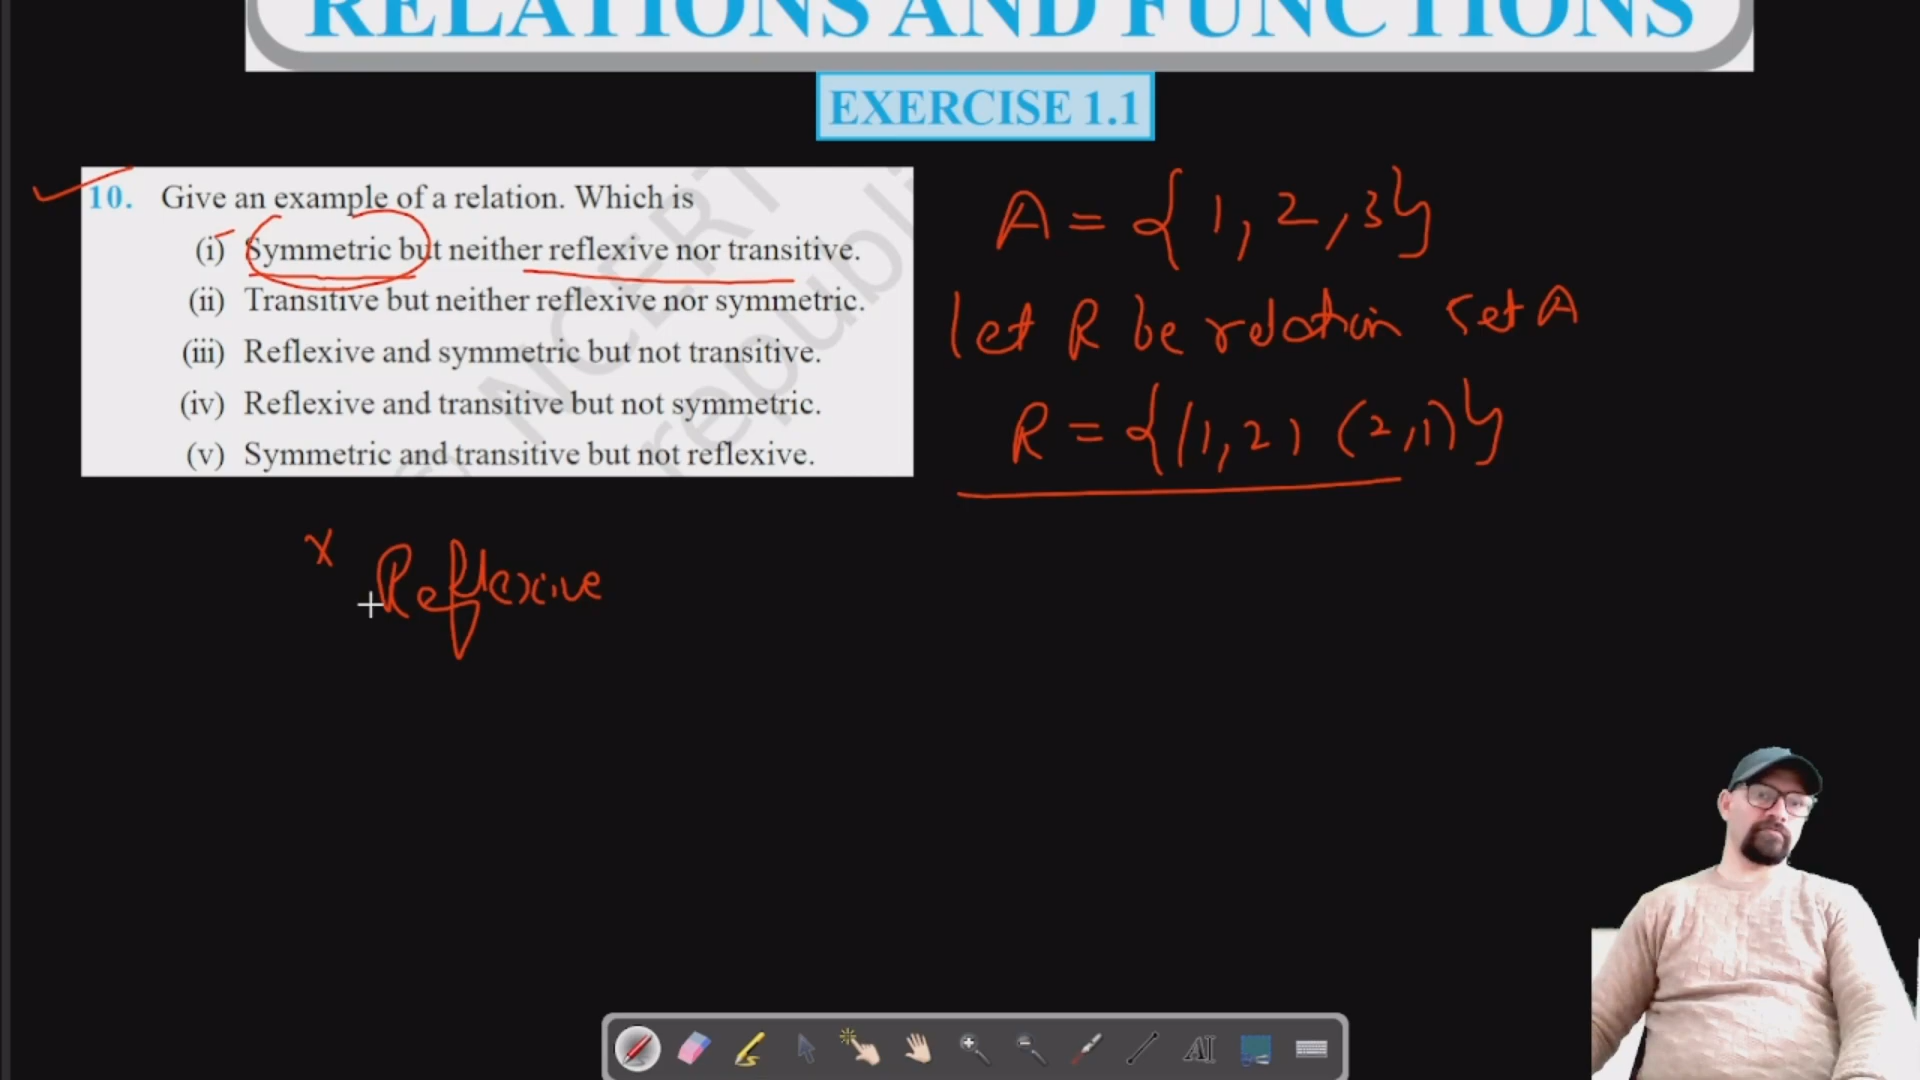 RELATIONS AND FUNCTIONS
EXERCISE 1.1
10. Give an example of a relation. Which is
(i) Symmetric but neither reflexive nor transitive.
(ii) Transitive but neither reflexive nor symmetric.
(iii) Reflexive and symmetric but not transitive.
(iv) Reflexive and transitive but not symmetric.
(v) Symmetric and transitive but not reflexive.
NCERT
republi
A = {1, 2, 3}
let R be relation set A
R = {(1, 2) (2, 1)}
x Reflexive
AI